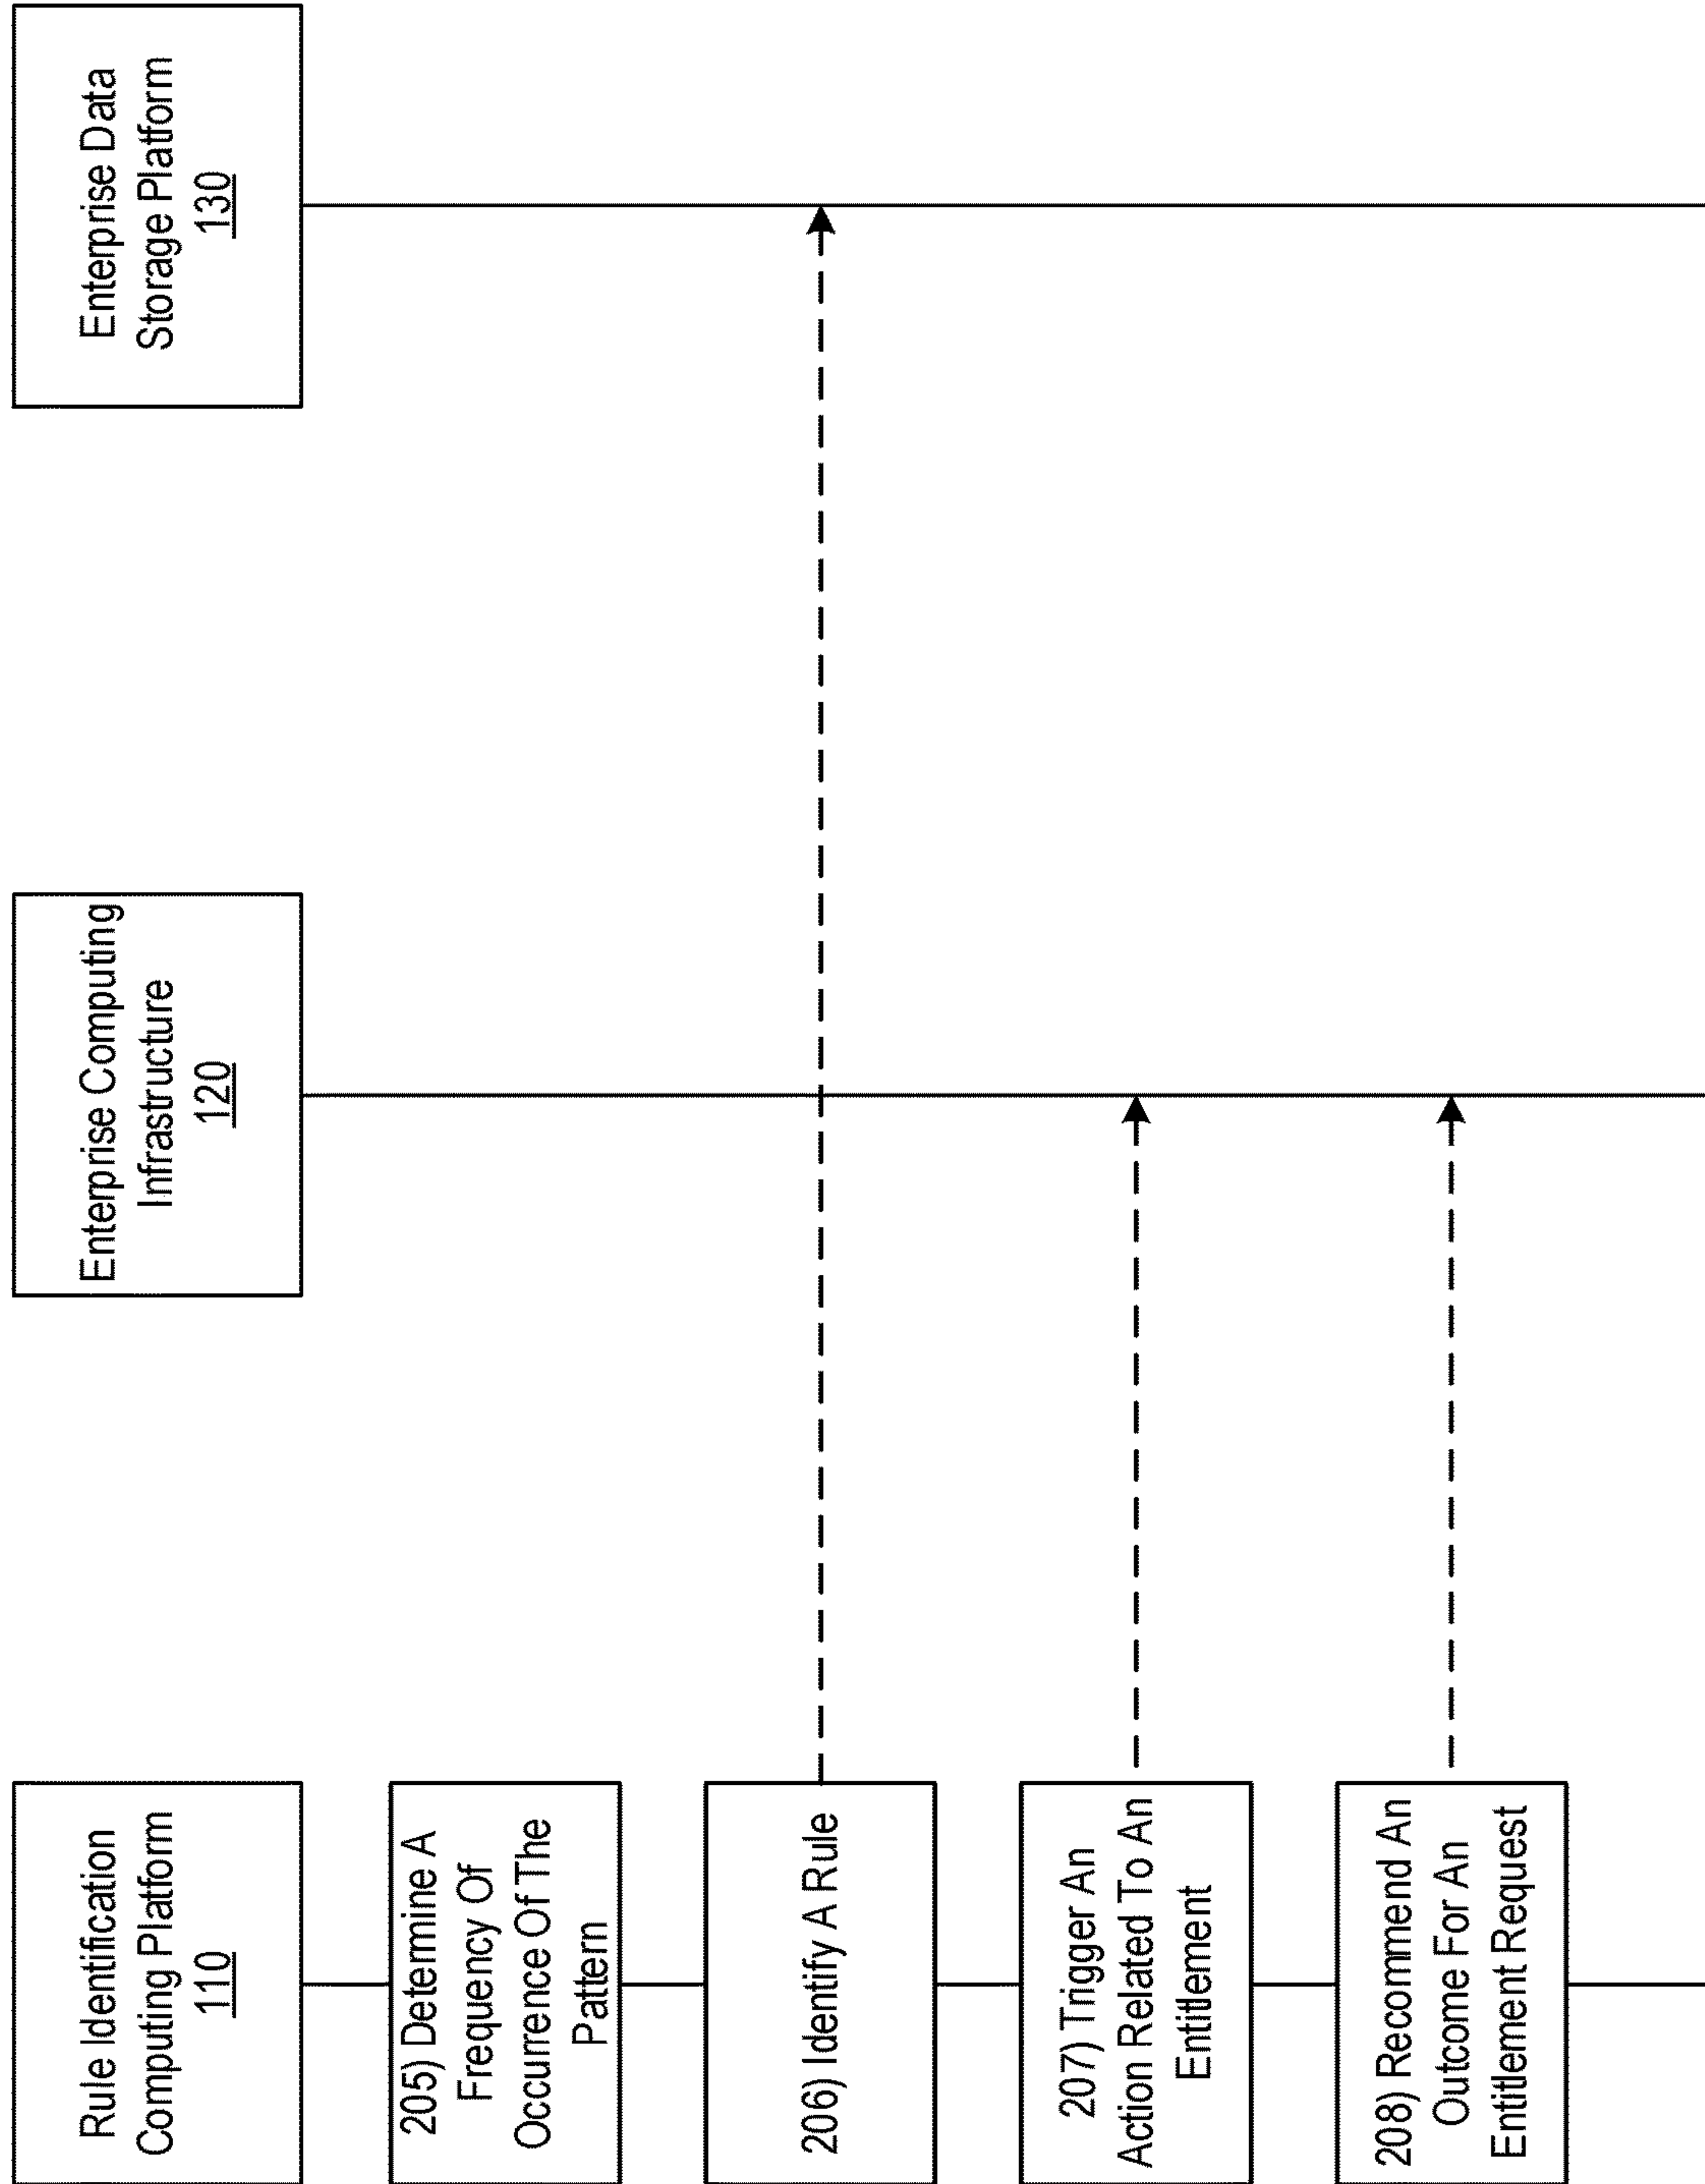 Rule Identification
Computing Platform
110
Enterprise Computing
Infrastructure
120
Enterprise Data
Storage Platform
130
205) Determine A
Frequency Of
Occurrence Of The
Pattern
206) Identify A Rule
207) Trigger An
Action Related To An
Entitlement
208) Recommend An
Outcome For An
Entitlement Request